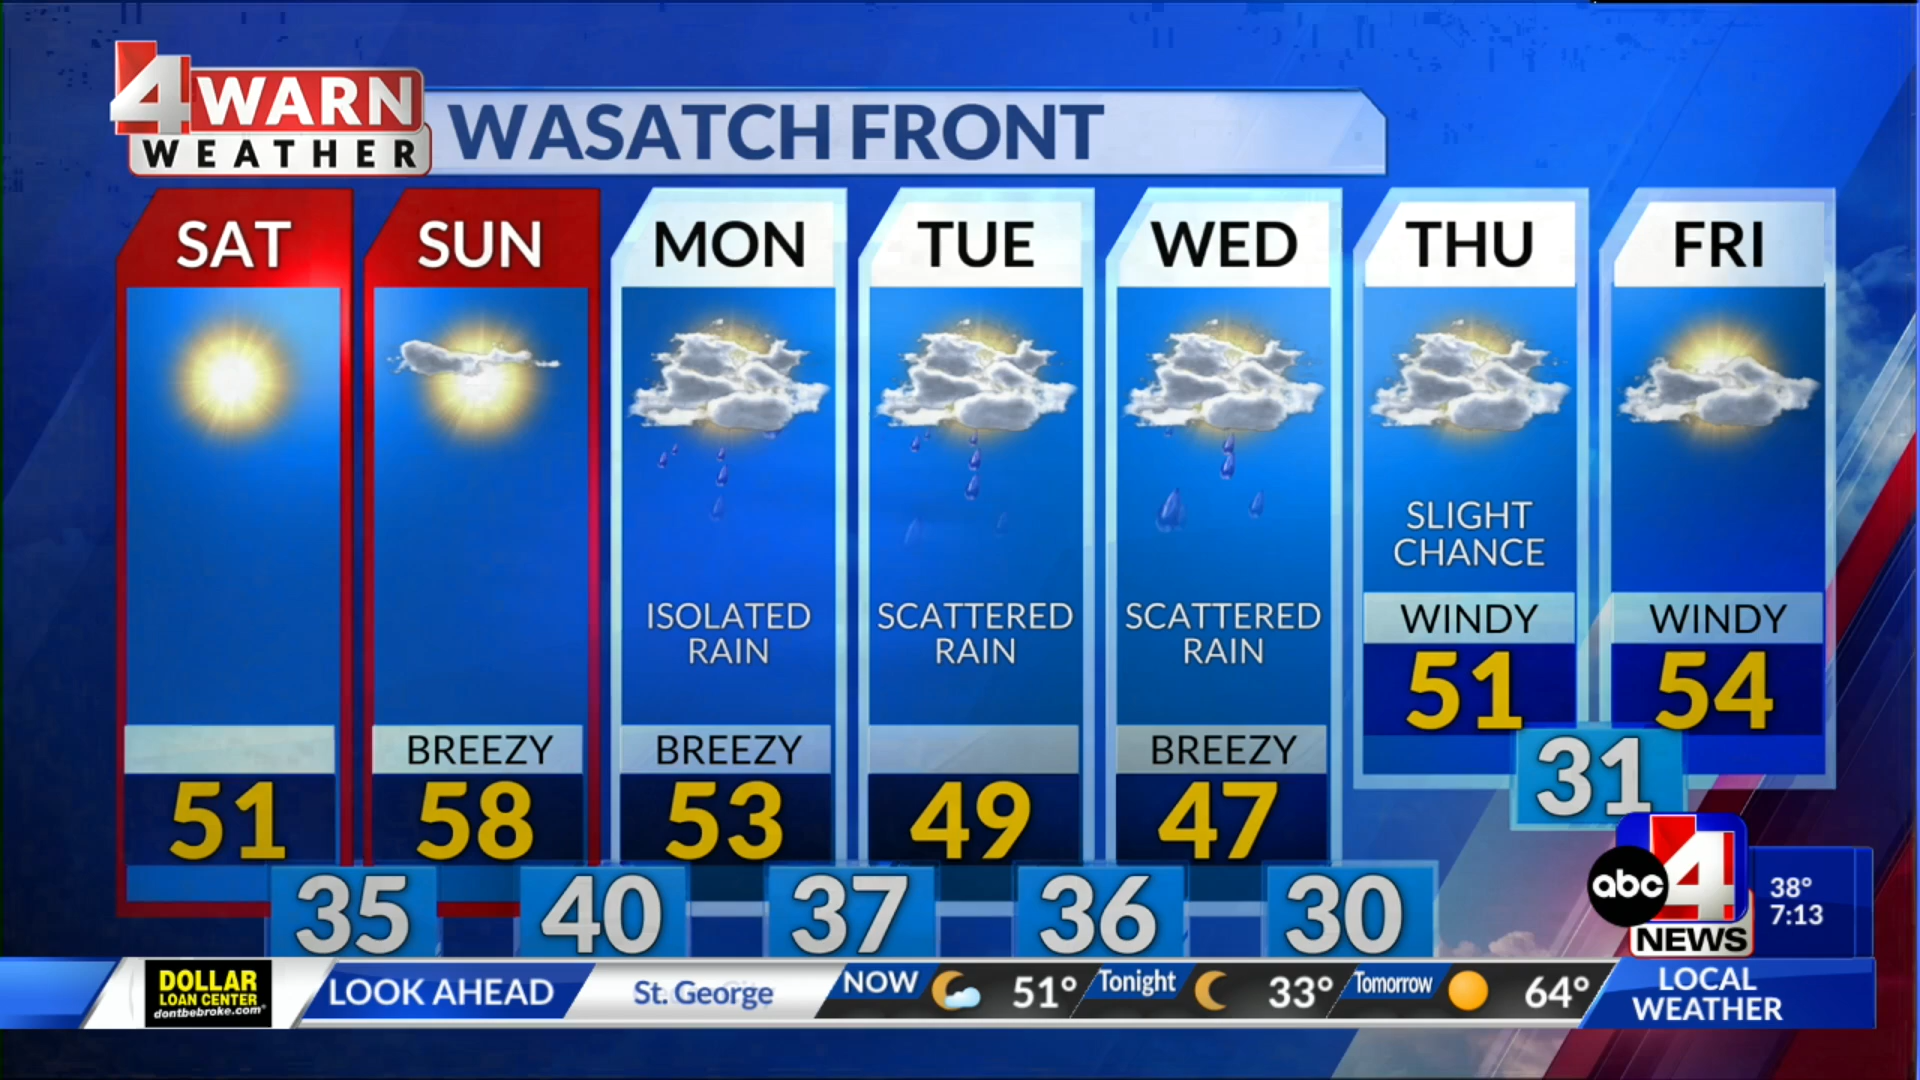 4WARN
WEATHER
WASATCH FRONT
SAT
SUN
MON
TUE
WED
THU
FRI
SLIGHT
CHANCE
ISOLATED
RAIN
SCATTERED
RAIN
SCATTERED
RAIN
WINDY
WINDY
51
54
BREEZY
BREEZY
BREEZY
31
51
58
53
49
47
35
40
37
36
30
abc
4
NEWS
38°
7:13
DOLLAR
LOAN CENTER
dontbebroke.com
LOOK AHEAD
St. George
NOW
51°
Tonight
33°
Tomorrow
64°
LOCAL
WEATHER